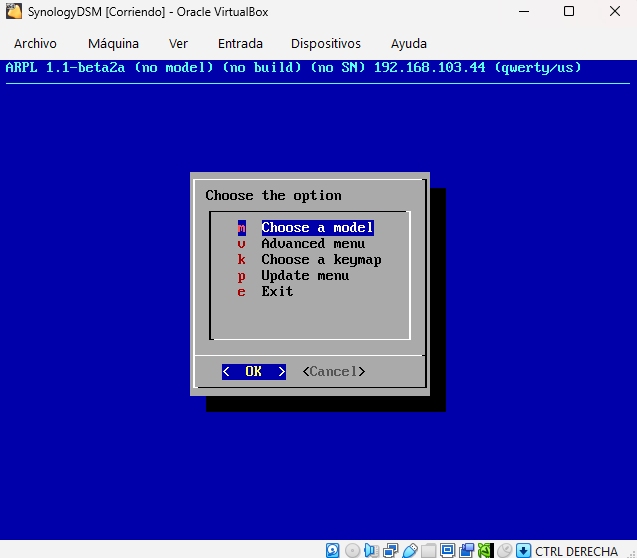 SynologyDSM [Corriendo] - Oracle VirtualBox
Archivo Máquina Ver Entrada Dispositivos Ayuda
ARPL 1.1-beta2a (no model) (no build) (no SN) 192.168.103.44 (qwerty/us)
Choose the option
m Choose a model
v Advanced menu
k Choose a keymap
p Update menu
e Exit
< OK > <Cancel>
CTRL DERECHA